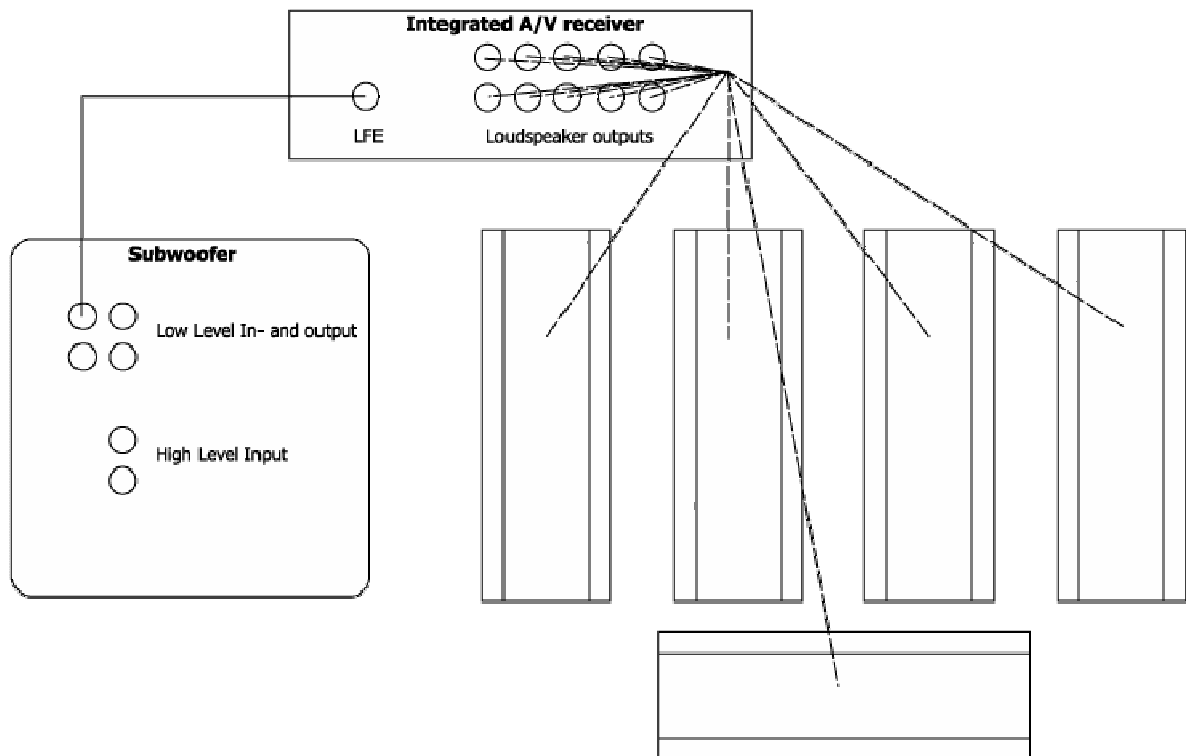 Integrated A/V receiver
LFE
Loudspeaker outputs
Subwoofer
Low Level In- and output
High Level Input